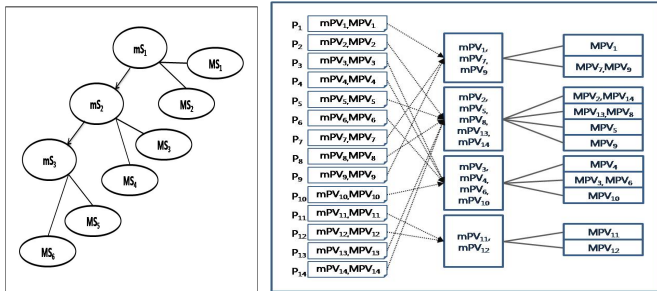 mS1
MS1
MS2
mS2
MS3
MS4
mS3
MS5
MS6
P1 mPV1,MPV1
P2 mPV2,MPV2
P3 mPV3,MPV3
P4 mPV4,MPV4
P5 mPV5,MPV5
P6 mPV6,MPV6
P7 mPV7,MPV7
P8 mPV8,MPV8
P9 mPV9,MPV9
P10 mPV10,MPV10
P11 mPV11,MPV11
P12 mPV12,MPV12
P13 mPV13,MPV13
P14 mPV14,MPV14
mPV1,
mPV7,
mPV9
mPV2,
mPV5,
mPV8,
mPV13,
mPV14
mPV3,
mPV4,
mPV6,
mPV10
mPV11,
mPV12
MPV1
MPV7,MPV9
MPV2,MPV14
MPV13,MPV8
MPV5
MPV9
MPV4
MPV3, MPV6
MPV10
MPV11
MPV12